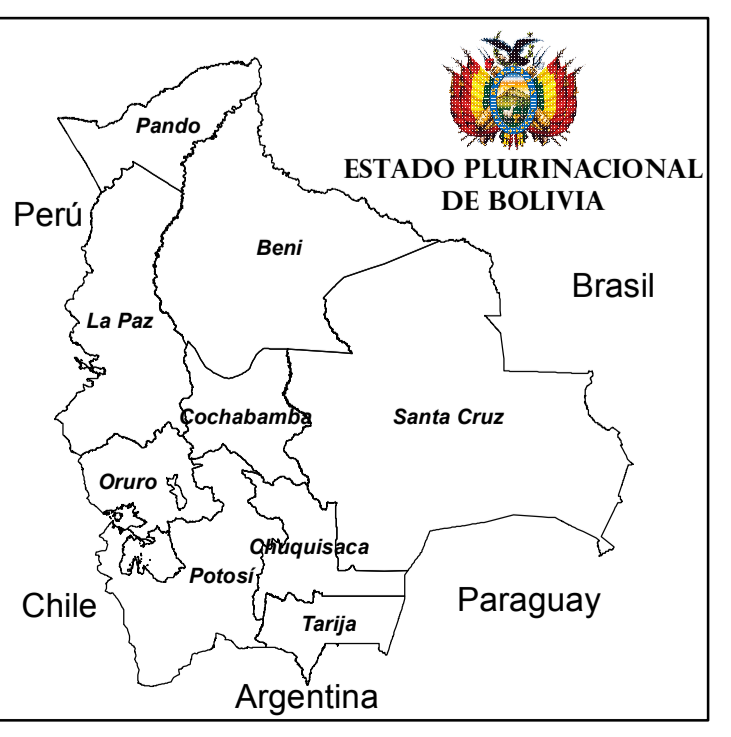 Pando
ESTADO PLURINACIONAL
DE BOLIVIA
Perú
Beni
Brasil
La Paz
Cochabamba
Santa Cruz
Oruro
Chuquisaca
Potosí
Chile
Paraguay
Tarija
Argentina